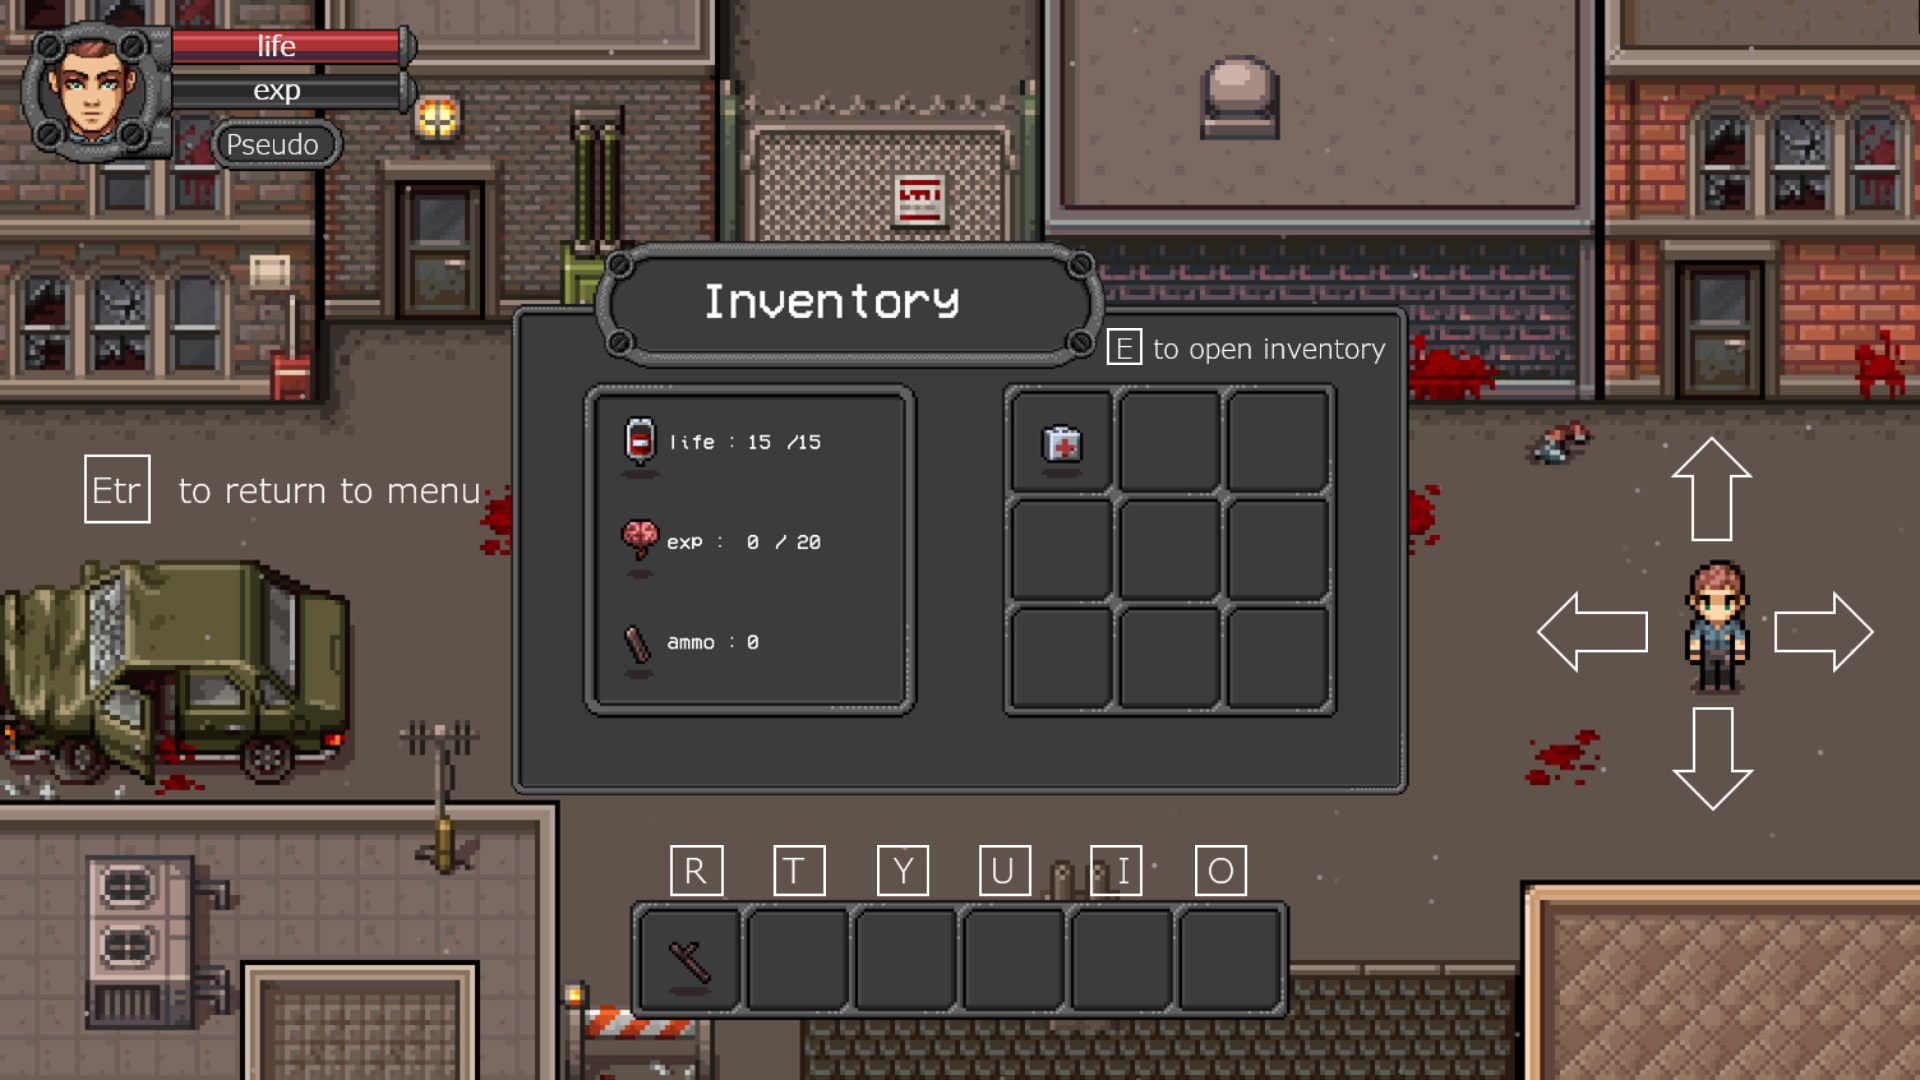 life
exp
Pseudo
Inventory
E to open inventory
life : 15 /15
exp : 0 / 20
ammo : 0
Etr to return to menu
R T Y U I O